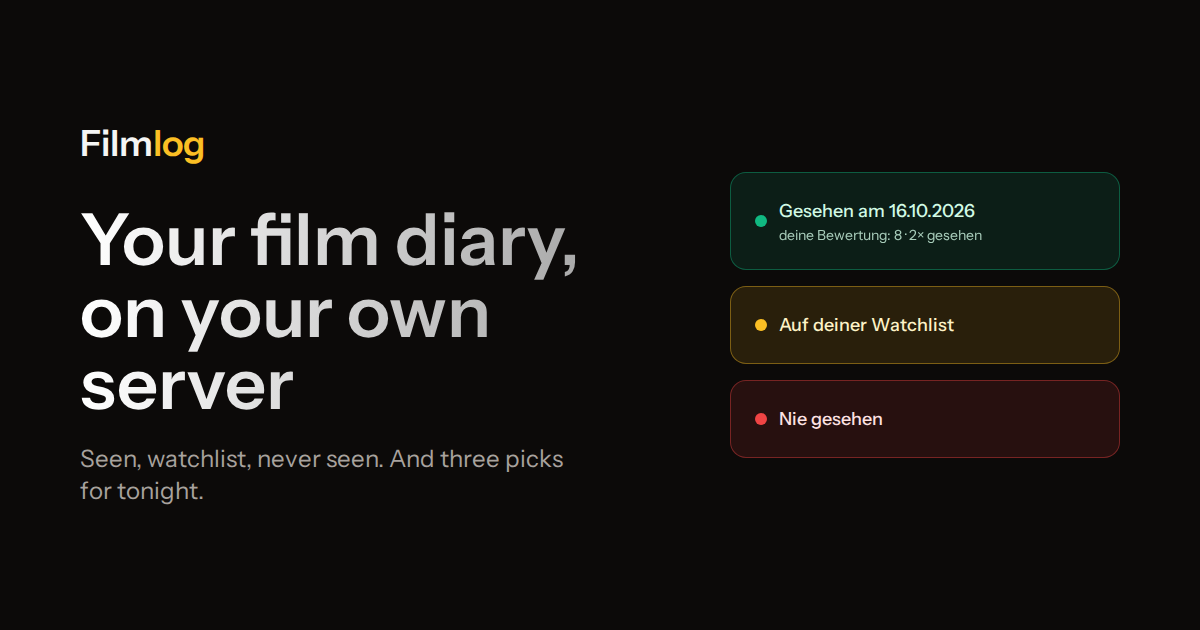 Filmlog
Your film diary,
on your own
server
Seen, watchlist, never seen. And three picks
for tonight.
Gesehen am 16.10.2026
deine Bewertung: 8 · 2× gesehen
Auf deiner Watchlist
Nie gesehen